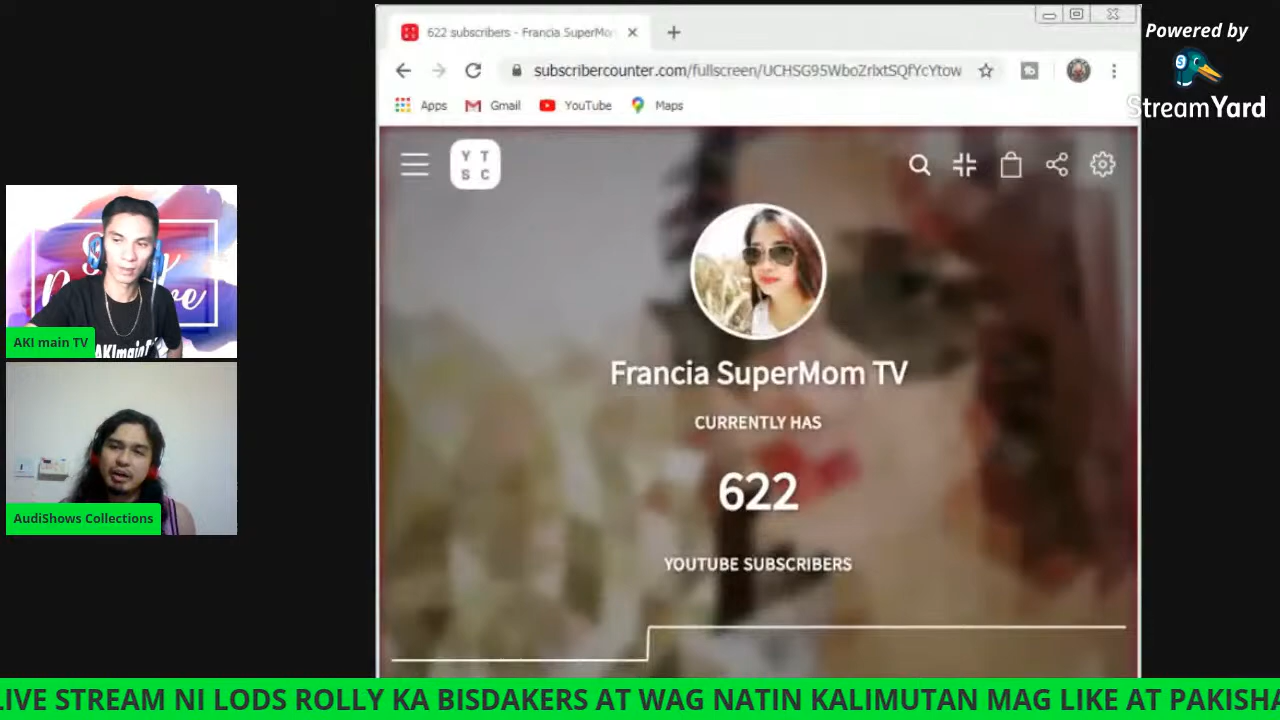 622 subscribers - Francia SuperMo
subscribercounter.com/fullscreen/UCHSG95WboZrlxtSQfYcYtow
Apps
Gmail
YouTube
Maps
Powered by
StreamYard
Y T
S C
AKI main TV
AudiShows Collections
Francia SuperMom TV
CURRENTLY HAS
622
YOUTUBE SUBSCRIBERS
LIVE STREAM NI LODS ROLLY KA BISDAKERS AT WAG NATIN KALIMUTAN MAG LIKE AT PAKISHA